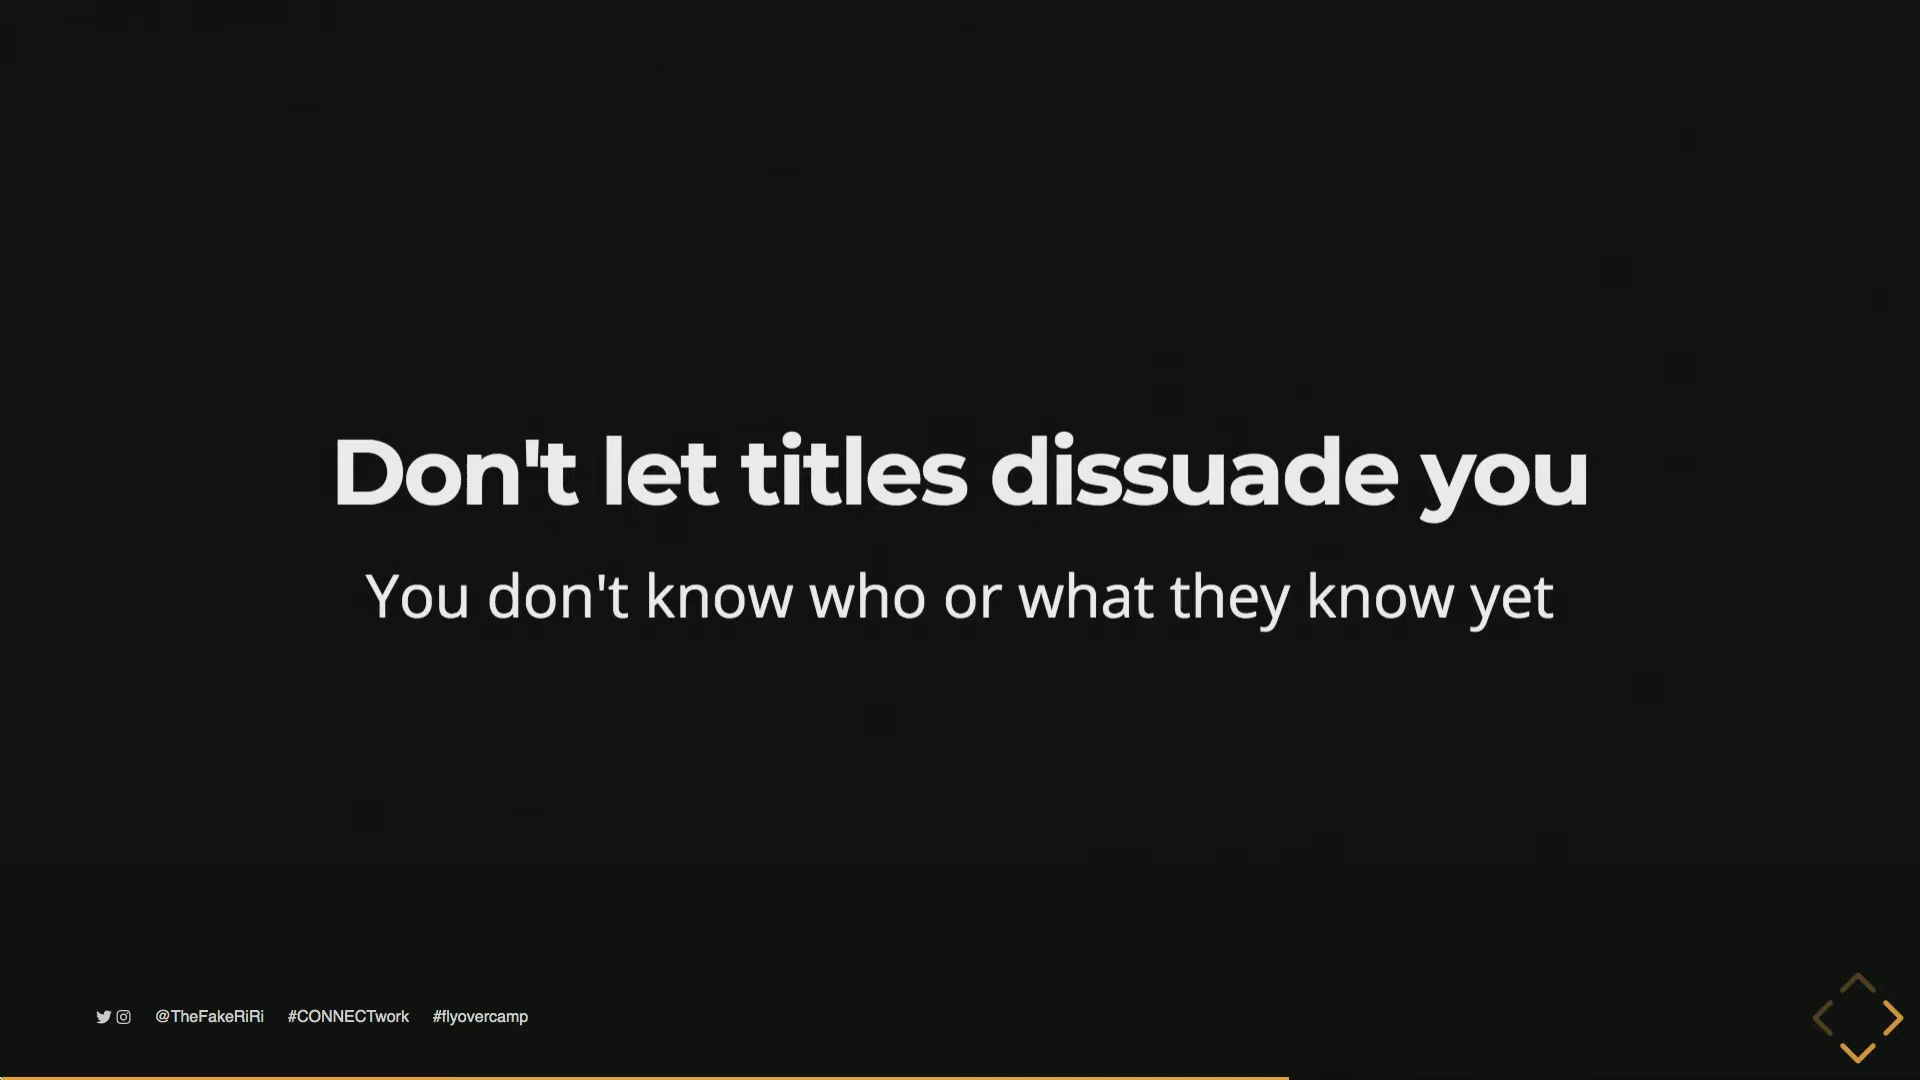 Don't let titles dissuade you
You don't know who or what they know yet
@TheFakeRiRi #CONNECTwork #flyovercamp